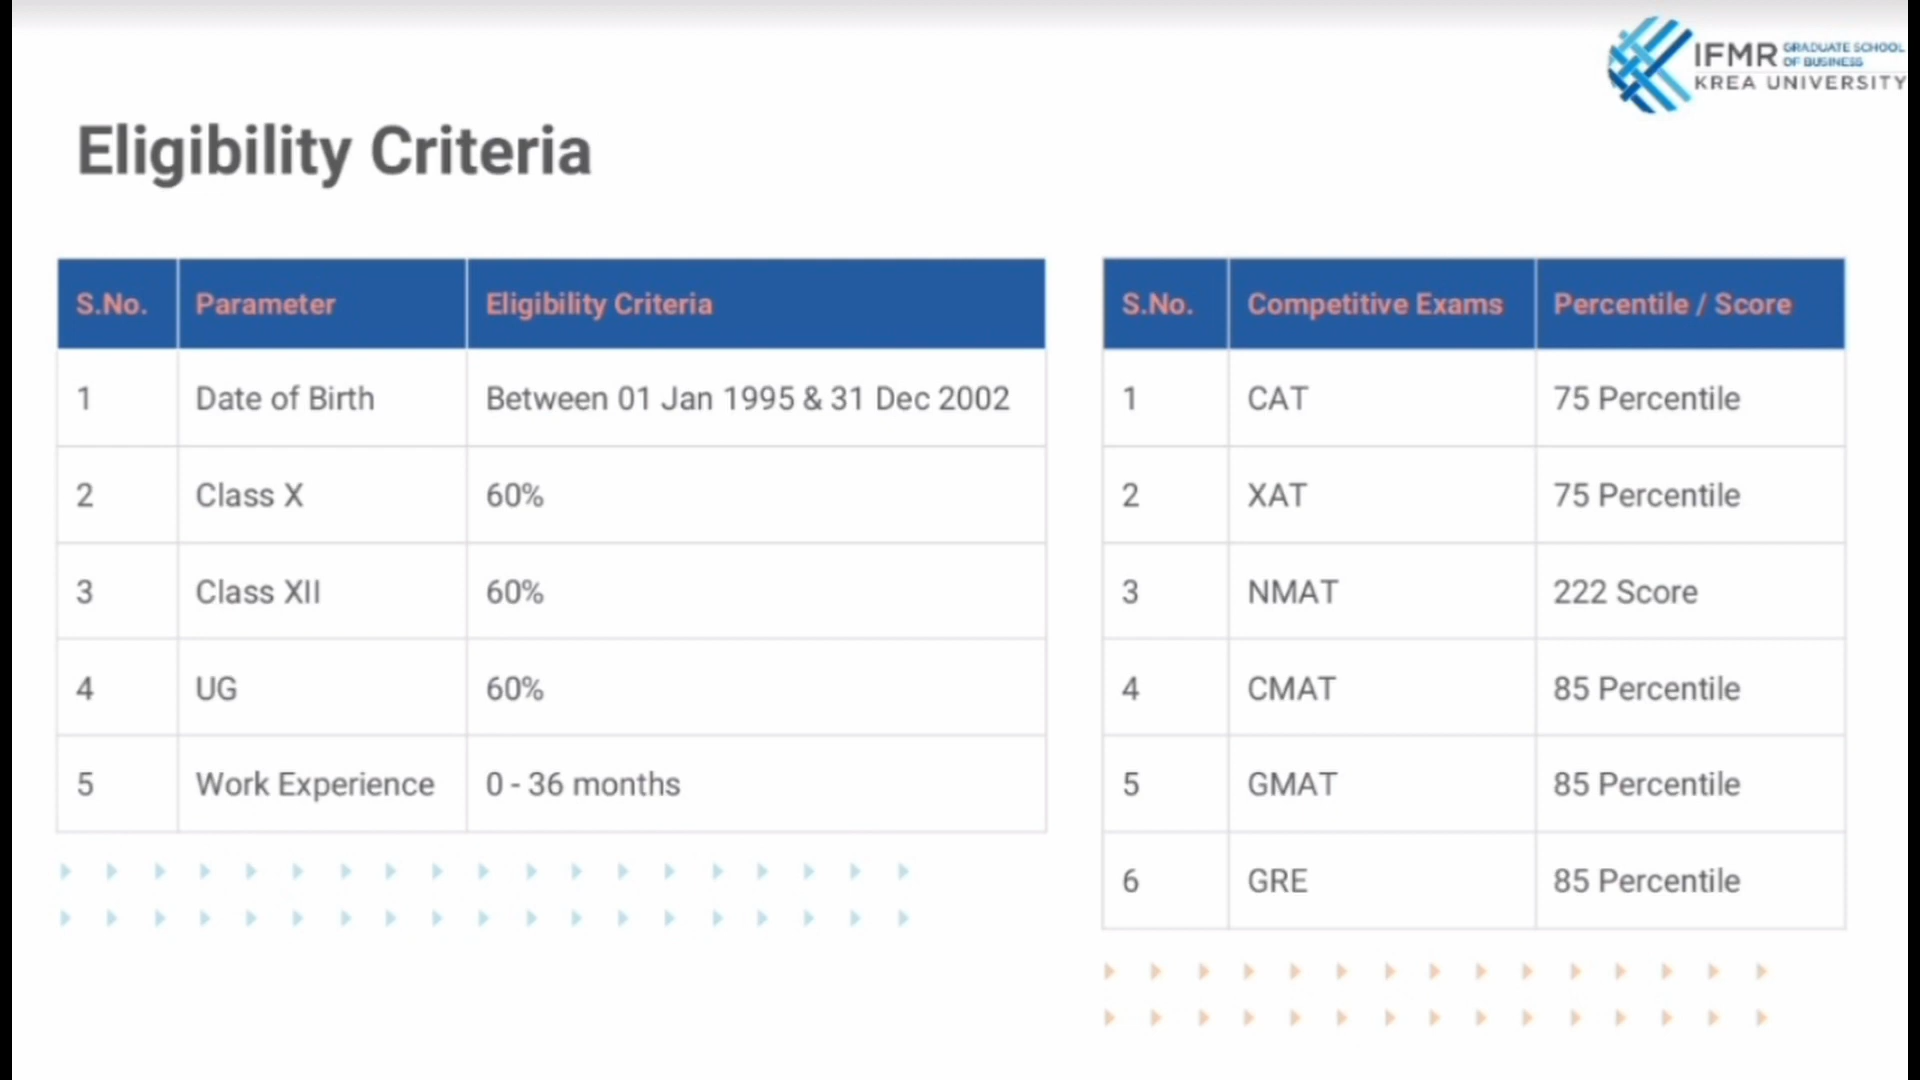 IFMR GRADUATE SCHOOL
OF BUSINESS
KREA UNIVERSITY
Eligibility Criteria
S.No. Parameter Eligibility Criteria
1 Date of Birth Between 01 Jan 1995 & 31 Dec 2002
2 Class X 60%
3 Class XII 60%
4 UG 60%
5 Work Experience 0 - 36 months
S.No. Competitive Exams Percentile / Score
1 CAT 75 Percentile
2 XAT 75 Percentile
3 NMAT 222 Score
4 CMAT 85 Percentile
5 GMAT 85 Percentile
6 GRE 85 Percentile